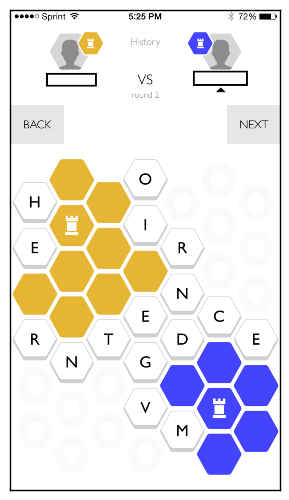 Sprint 5:25 PM 72%
History
VS
round 2
BACK NEXT
O
H
I
E R
N
E C
R T D E
N G
V M